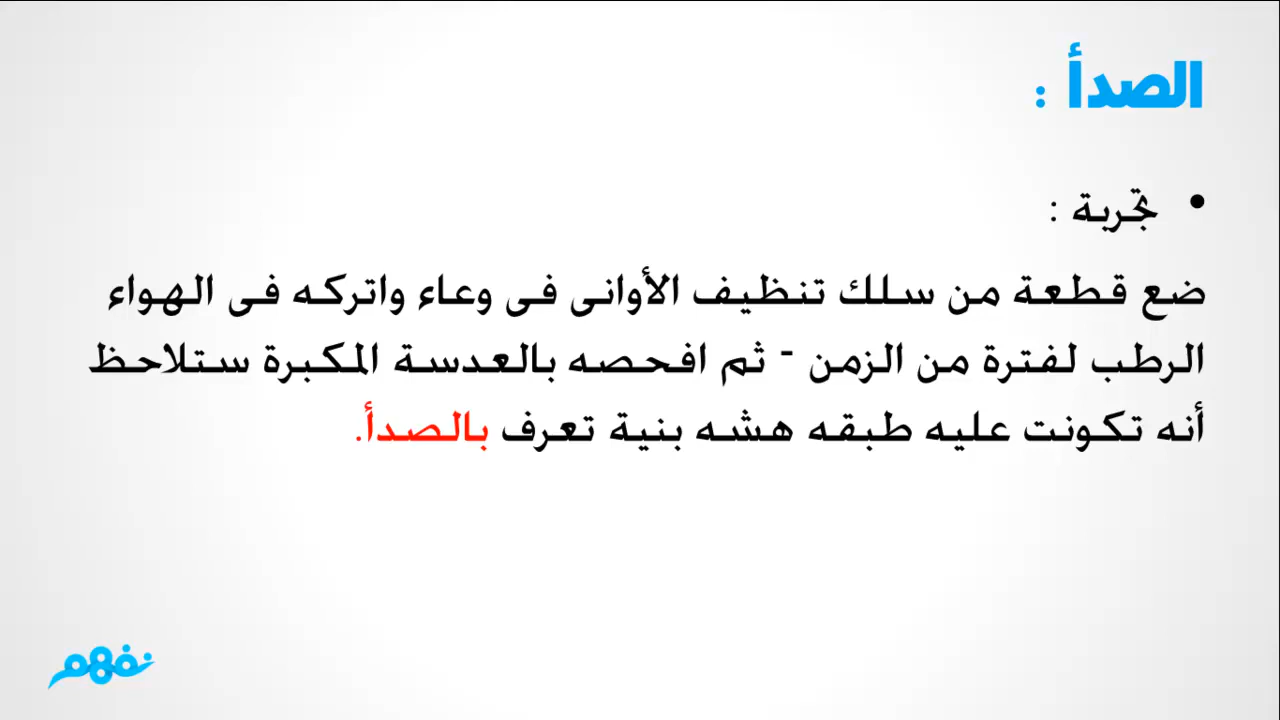 الصدأ :
• تجربة :
ضع قطعة من سلك تنظيف الأوانى فى وعاء واتركه فى الهواء
الرطب لفترة من الزمن - ثم افحصه بالعدسة المكبرة ستلاحظ
أنه تكونت عليه طبقه هشه بنية تعرف بالصدأ.
نفهم